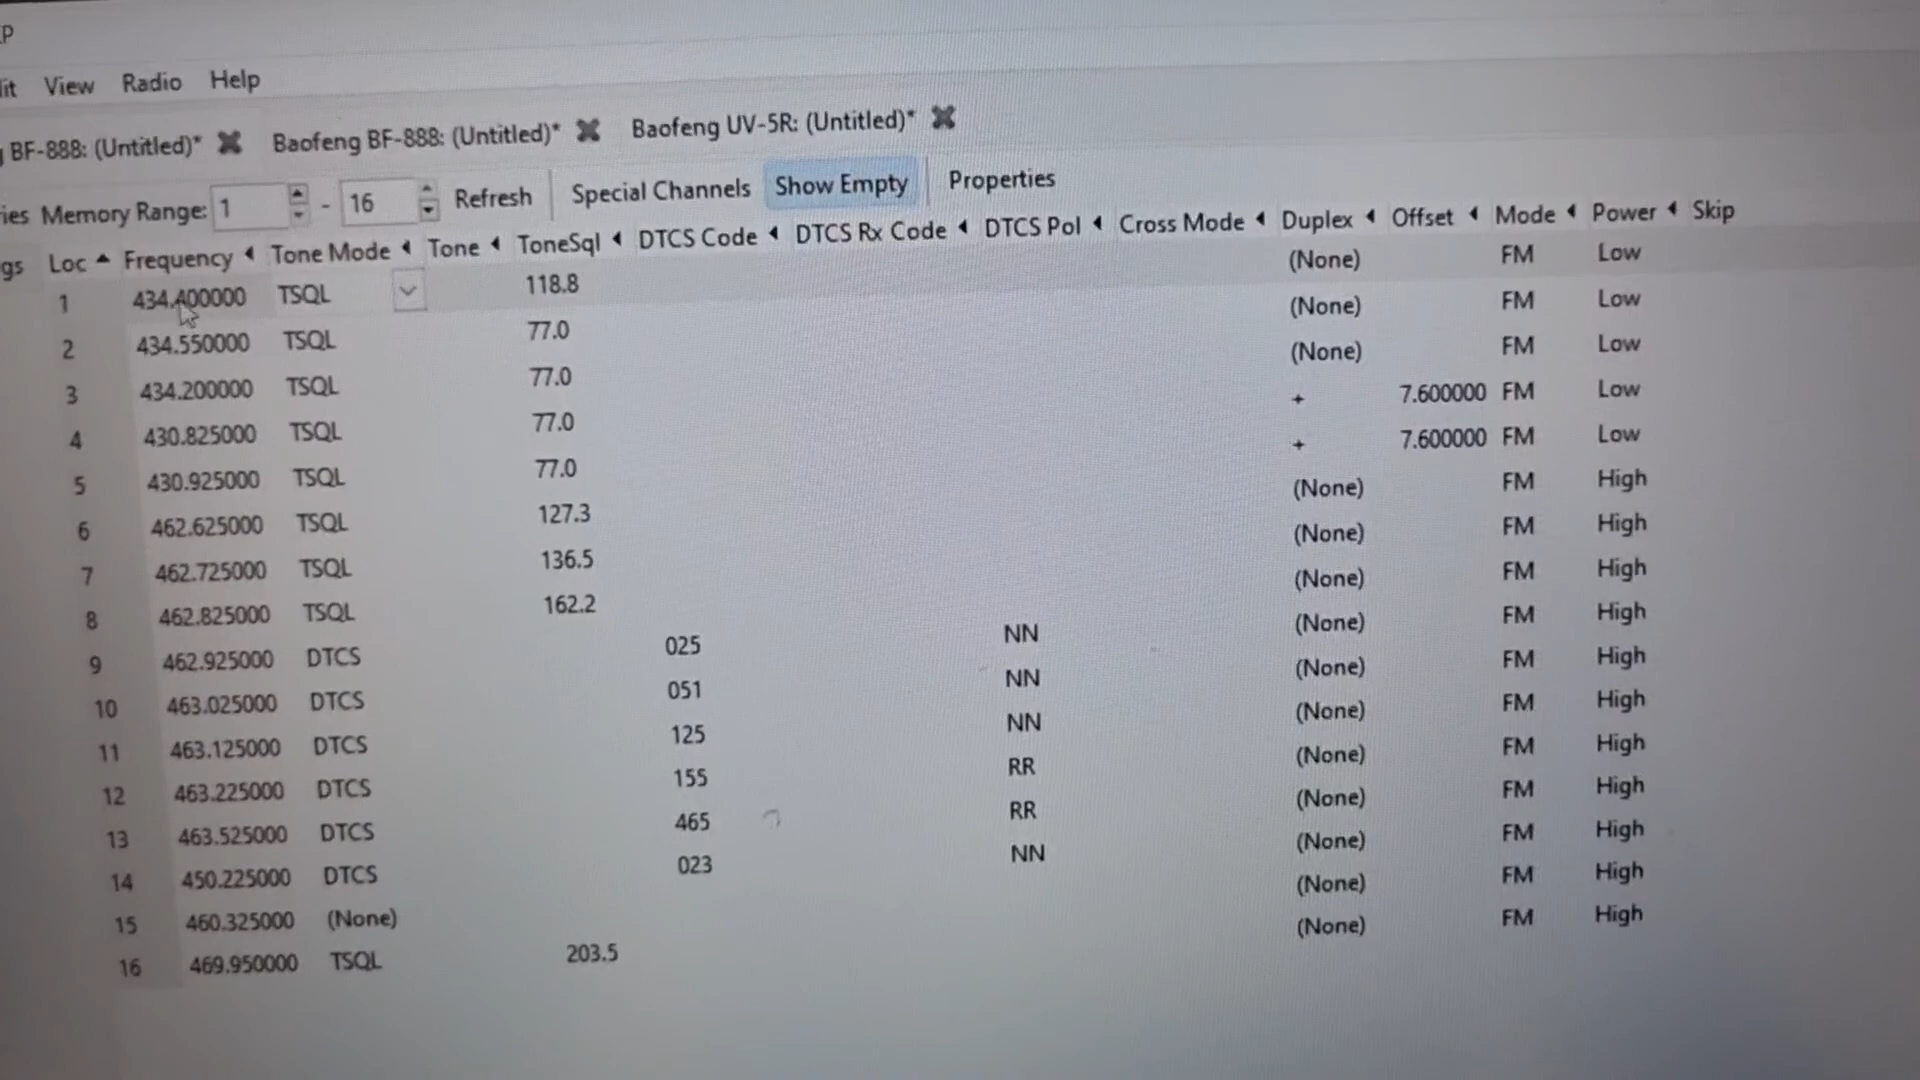 P
it View Radio Help
BF-888: (Untitled)* Baofeng BF-888: (Untitled)* Baofeng UV-5R: (Untitled)*
ies Memory Range: 1 - 16 Refresh Special Channels Show Empty Properties
gs Loc Frequency Tone Mode Tone ToneSql DTCS Code DTCS Rx Code DTCS Pol Cross Mode Duplex Offset Mode Power Skip
1 434.400000 TSQL 118.8 (None) FM Low
2 434.550000 TSQL 77.0 (None) FM Low
3 434.200000 TSQL 77.0 (None) FM Low
4 430.825000 TSQL 77.0 + 7.600000 FM Low
5 430.925000 TSQL 77.0 + 7.600000 FM Low
6 462.625000 TSQL 127.3 (None) FM High
7 462.725000 TSQL 136.5 (None) FM High
8 462.825000 TSQL 162.2 (None) FM High
9 462.925000 DTCS 025 NN (None) FM High
10 463.025000 DTCS 051 NN (None) FM High
11 463.125000 DTCS 125 NN (None) FM High
12 463.225000 DTCS 155 RR (None) FM High
13 463.525000 DTCS 465 RR (None) FM High
14 450.225000 DTCS 023 NN (None) FM High
15 460.325000 (None) (None) FM High
16 469.950000 TSQL 203.5 (None) FM High